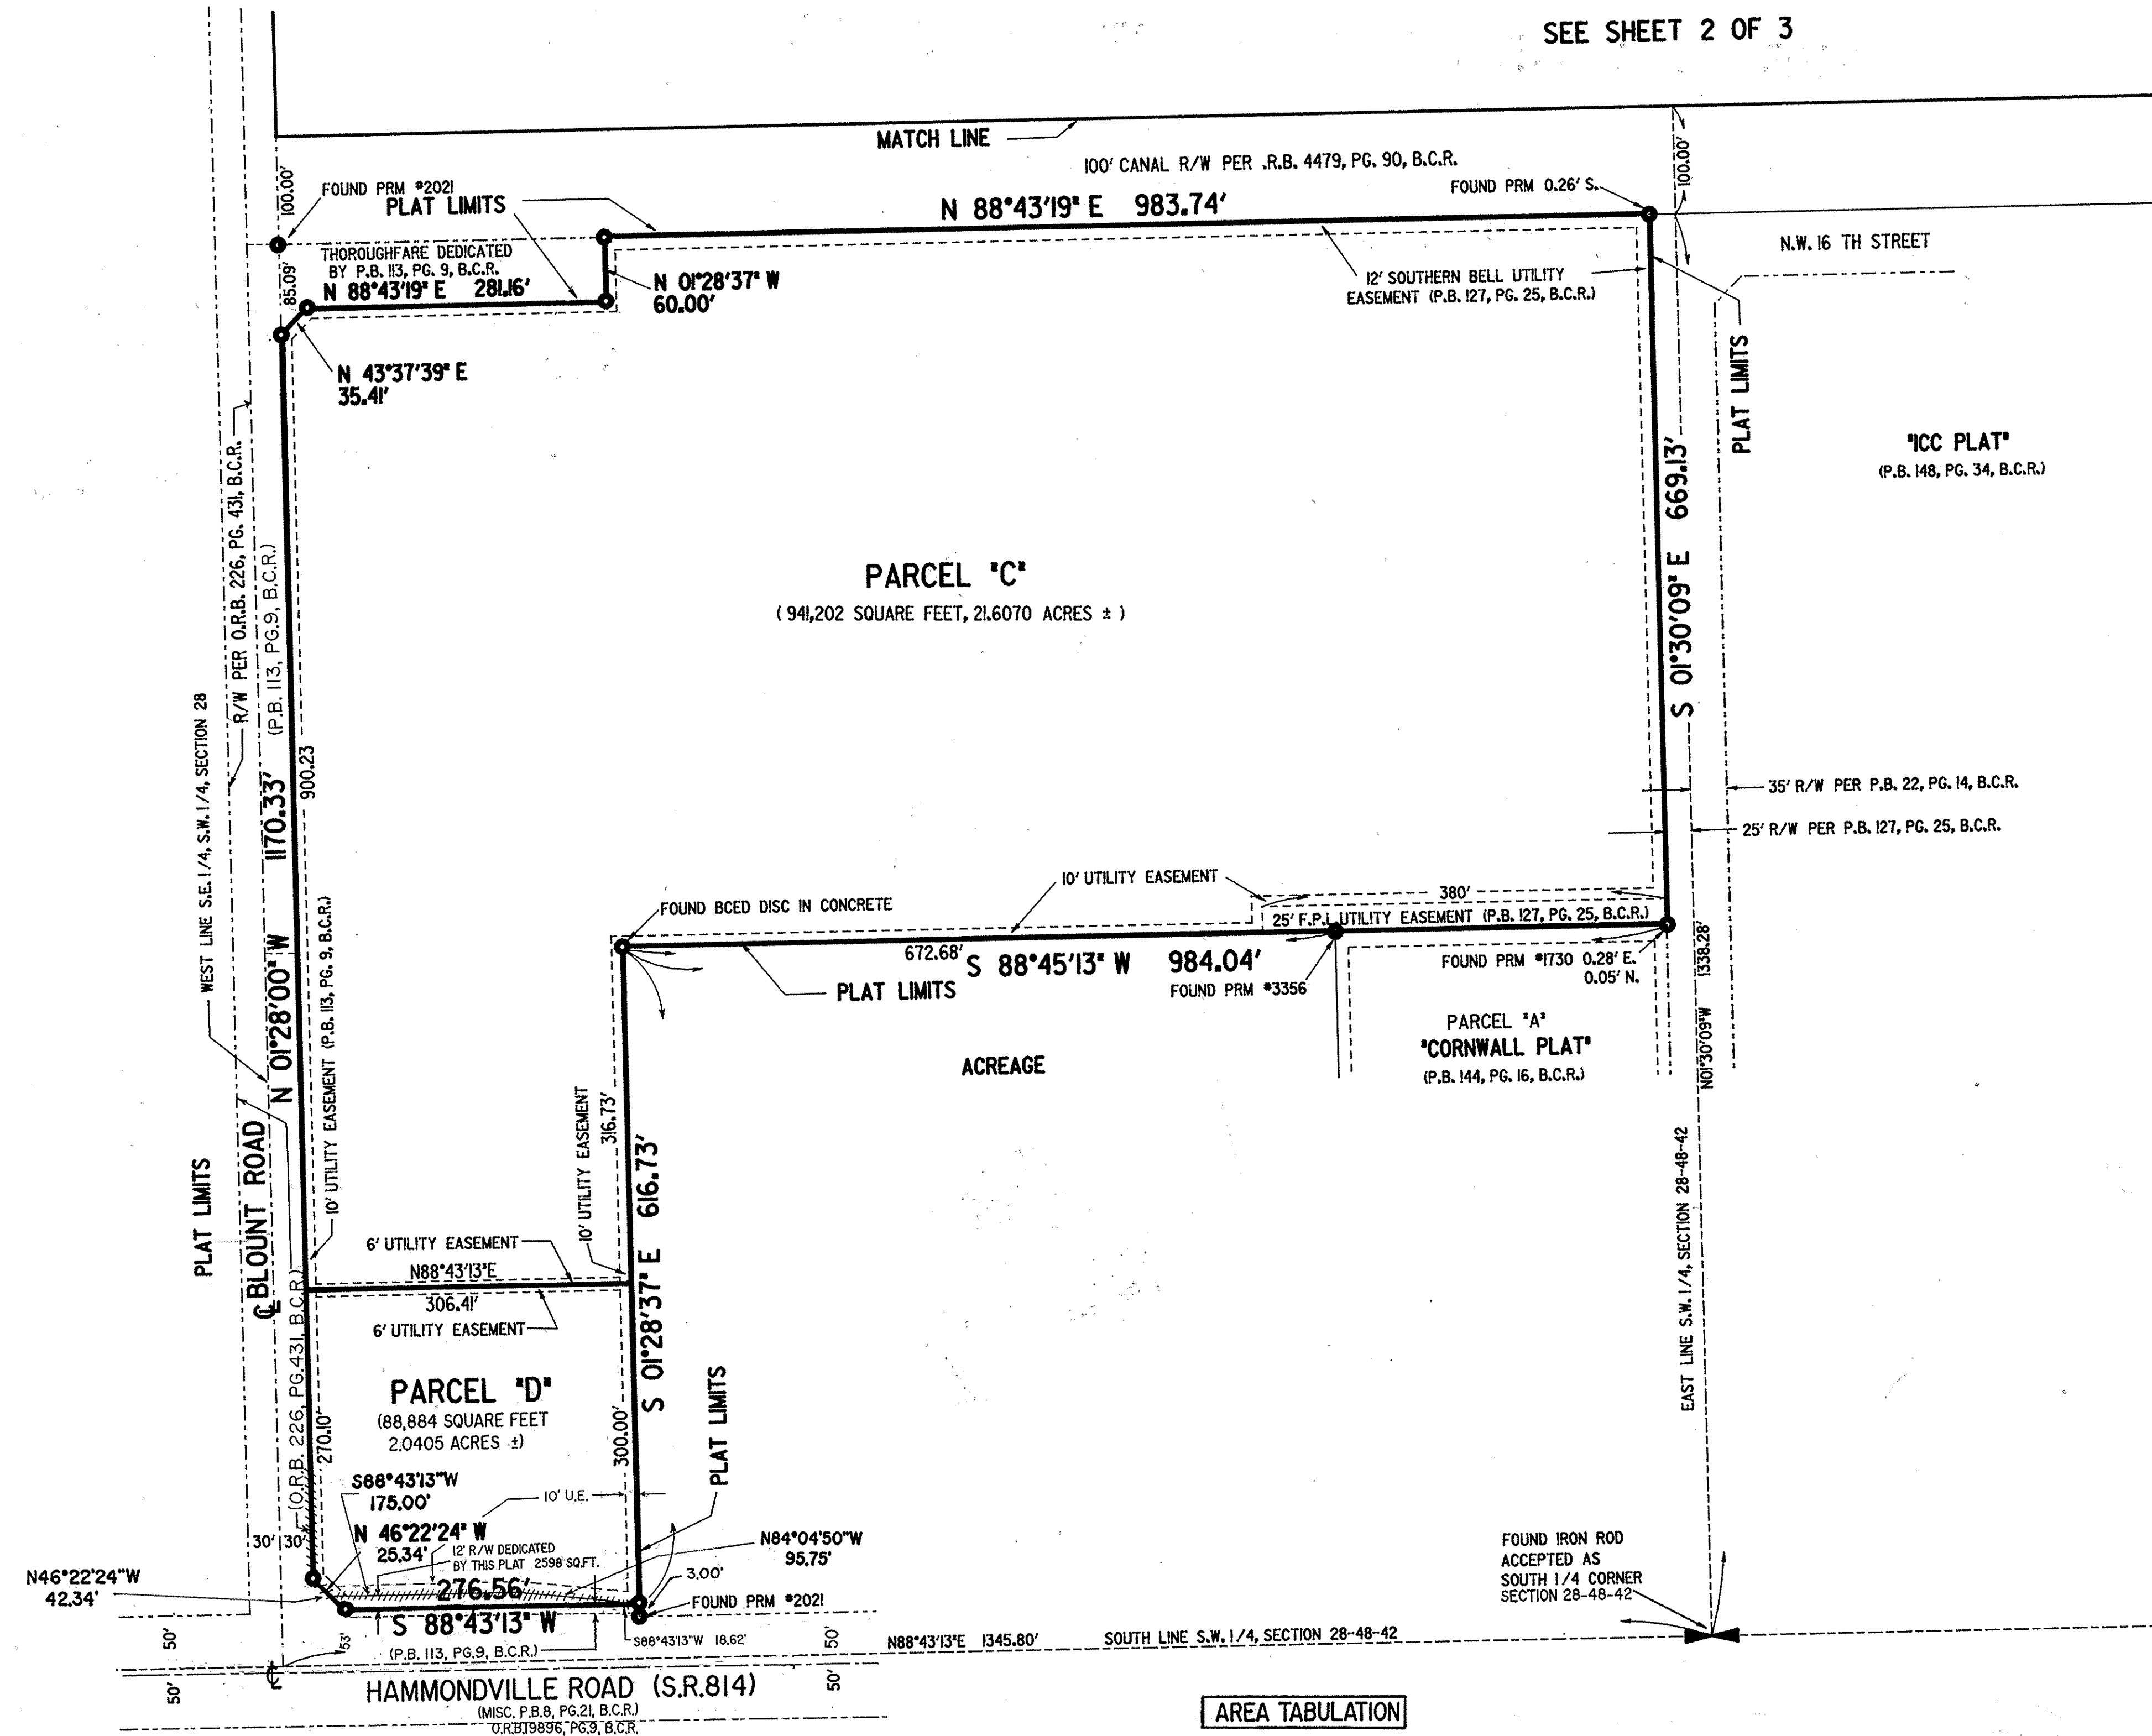 SEE SHEET 2 OF 3
MATCH LINE
100' CANAL R/W PER .R.B. 4479, PG. 90, B.C.R.
100.00'
100.00'
FOUND PRM #2021
PLAT LIMITS
FOUND PRM 0.26' S.
N 88°43'19" E 983.74'
N.W. 16 TH STREET
THOROUGHFARE DEDICATED
BY P.B. 113, PG. 9, B.C.R.
N 88°43'19" E 281.16'
85.09'
N 01°28'37" W
60.00'
12' SOUTHERN BELL UTILITY
EASEMENT (P.B. 127, PG. 25, B.C.R.)
N 43°37'39" E
35.41'
PLAT LIMITS
"ICC PLAT"
(P.B. 148, PG. 34, B.C.R.)
R/W PER O.R.B. 226, PG. 431, B.C.R.
(P.B. 113, PG.9, B.C.R.)
S 01°30'09" E 669.13'
PARCEL "C"
( 941,202 SQUARE FEET, 21.6070 ACRES ± )
WEST LINE S.E. 1/4, S.W. 1/4, SECTION 28
900.23
N 01°28'00" W 1170.33'
35' R/W PER P.B. 22, PG. 14, B.C.R.
25' R/W PER P.B. 127, PG. 25, B.C.R.
10' UTILITY EASEMENT
380'
FOUND BCED DISC IN CONCRETE
25' F.P.L UTILITY EASEMENT (P.B. 127, PG. 25, B.C.R.)
672.68'
S 88°45'13" W 984.04'
FOUND PRM #1730 0.28' E.
0.05' N.
FOUND PRM #3356
PLAT LIMITS
10' UTILITY EASEMENT (P.B. 113, PG. 9, B.C.R.)
PARCEL "A"
"CORNWALL PLAT"
(P.B. 144, PG. 16, B.C.R.)
N01°30'09"W 1338.28'
ACREAGE
10' UTILITY EASEMENT
316.73'
S 01°28'37" E 616.73'
PLAT LIMITS
℄ BLOUNT ROAD
EAST LINE S.W. 1/4, SECTION 28-48-42
6' UTILITY EASEMENT
N88°43'13"E
306.41'
6' UTILITY EASEMENT
(O.R.B. 226, PG.431, B.C.R.)
PARCEL "D"
(88,884 SQUARE FEET
2.0405 ACRES ±)
270.10'
300.00'
PLAT LIMITS
S88°43'13"W
175.00'
10' U.E.
N 46°22'24" W
25.34'
30' 30'
12' R/W DEDICATED
BY THIS PLAT 2598 SQ.FT.
N84°04'50"W
95.75'
N46°22'24"W
42.34'
276.56'
3.00'
FOUND PRM #2021
S 88°43'13" W
FOUND IRON ROD
ACCEPTED AS
SOUTH 1/4 CORNER
SECTION 28-48-42
50'
53'
(P.B. 113, PG.9, B.C.R.)
S88°43'13"W 18.62'
50'
N88°43'13"E 1345.80' SOUTH LINE S.W. 1/4, SECTION 28-48-42
℄
50'
HAMMONDVILLE ROAD (S.R.814)
50'
(MISC. P.B.8, PG.21, B.C.R.)
O.R.B.19896, PG.9, B.C.R.
AREA TABULATION